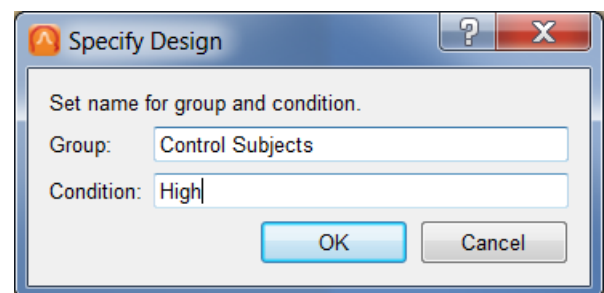 Specify Design
Set name for group and condition.
Group: Control Subjects
Condition: High
OK Cancel